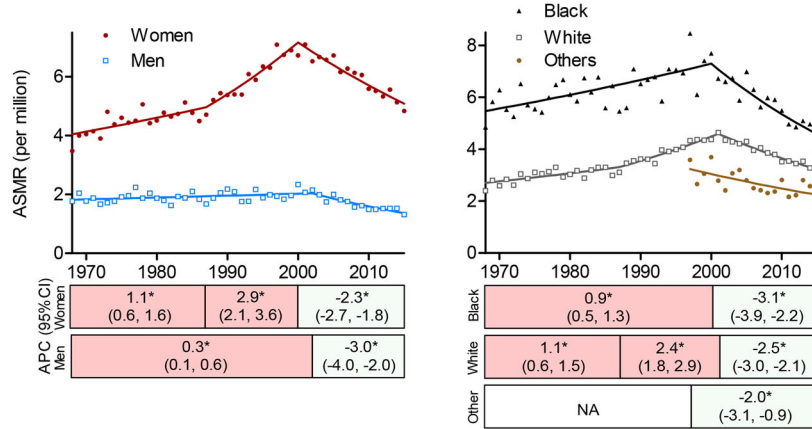 Women
Men
ASMR (per million)
6
4
2
0
1970 1980 1990 2000 2010
Black
White
Others
8
6
4
2
0
1970 1980 1990 2000 2010
APC (95%CI)
Women
1.1* 2.9* -2.3*
(0.6, 1.6) (2.1, 3.6) (-2.7, -1.8)
Men
0.3* -3.0*
(0.1, 0.6) (-4.0, -2.0)
Black
0.9* -3.1*
(0.5, 1.3) (-3.9, -2.2)
White
1.1* 2.4* -2.5*
(0.6, 1.5) (1.8, 2.9) (-3.0, -2.1)
Other
NA
-2.0*
(-3.1, -0.9)